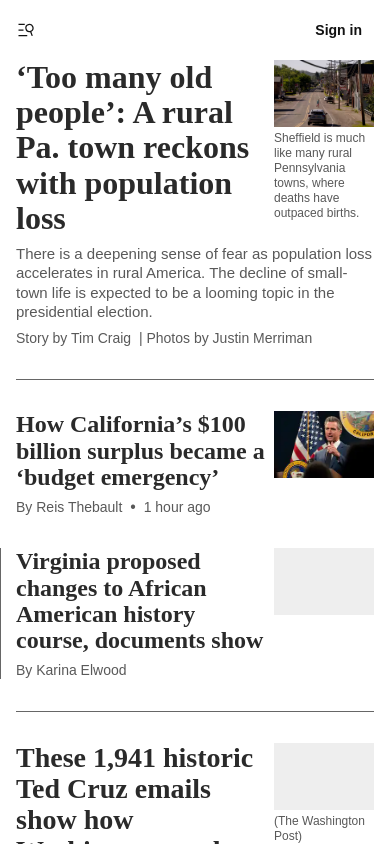 Sign in
‘Too many old
people’: A rural
Pa. town reckons
with population
loss
Sheffield is much
like many rural
Pennsylvania
towns, where
deaths have
outpaced births.
There is a deepening sense of fear as population loss
accelerates in rural America. The decline of small-
town life is expected to be a looming topic in the
presidential election.
Story by Tim Craig | Photos by Justin Merriman
How California’s $100
billion surplus became a
‘budget emergency’
By Reis Thebault • 1 hour ago
Virginia proposed
changes to African
American history
course, documents show
By Karina Elwood
These 1,941 historic
Ted Cruz emails
show how
(The Washington
Post)